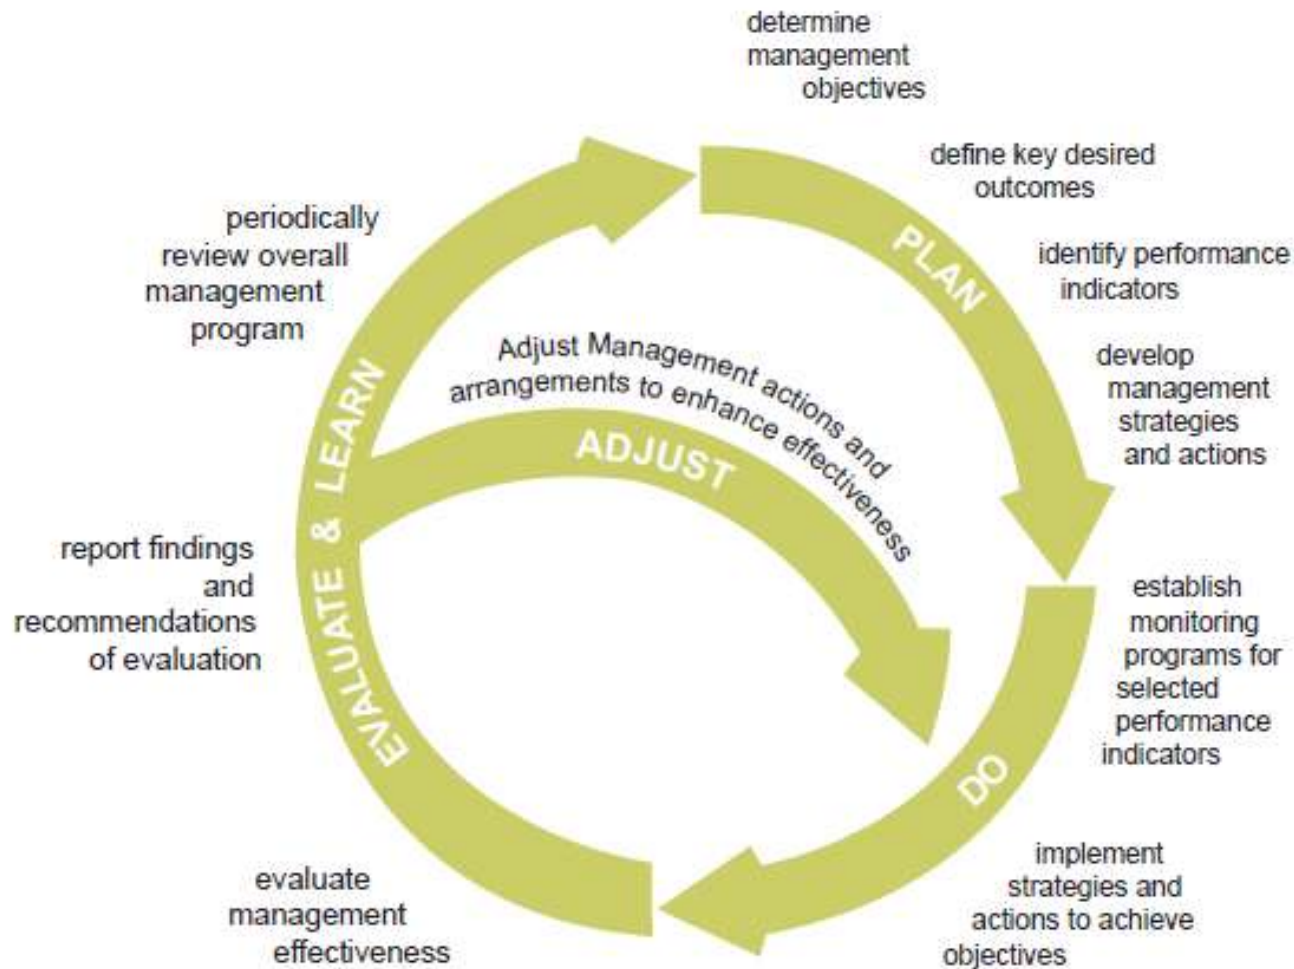 determine
management
objectives
define key desired
outcomes
PLAN
identify performance
indicators
develop
management
strategies
and actions
establish
monitoring
programs for
selected
performance
indicators
DO
implement
strategies and
actions to achieve
objectives
evaluate
management
effectiveness
EVALUATE & LEARN
report findings
and
recommendations
of evaluation
periodically
review overall
management
program
Adjust Management actions and
arrangements to enhance effectiveness
ADJUST